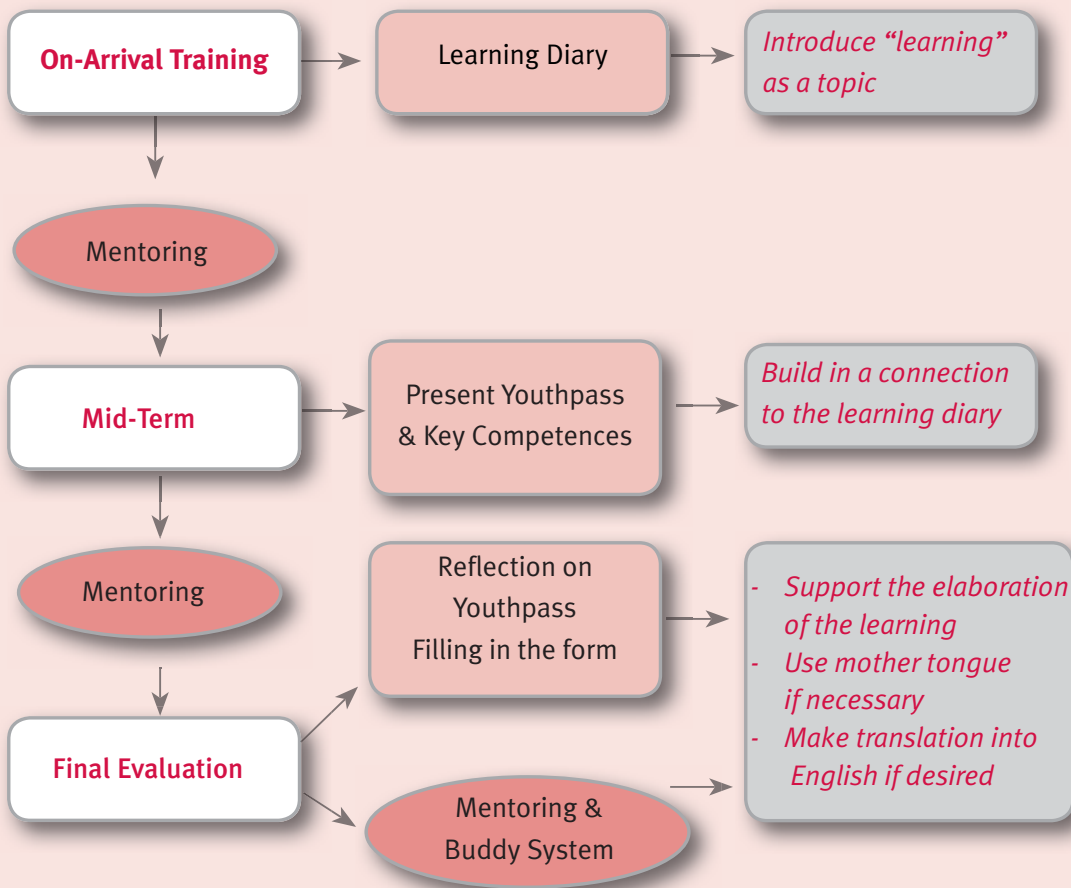 On-Arrival Training
Learning Diary
Introduce “learning”
as a topic
Mentoring
Mid-Term
Present Youthpass
& Key Competences
Build in a connection
to the learning diary
Mentoring
Reflection on
Youthpass
Filling in the form
- Support the elaboration
of the learning
- Use mother tongue
if necessary
- Make translation into
English if desired
Final Evaluation
Mentoring &
Buddy System